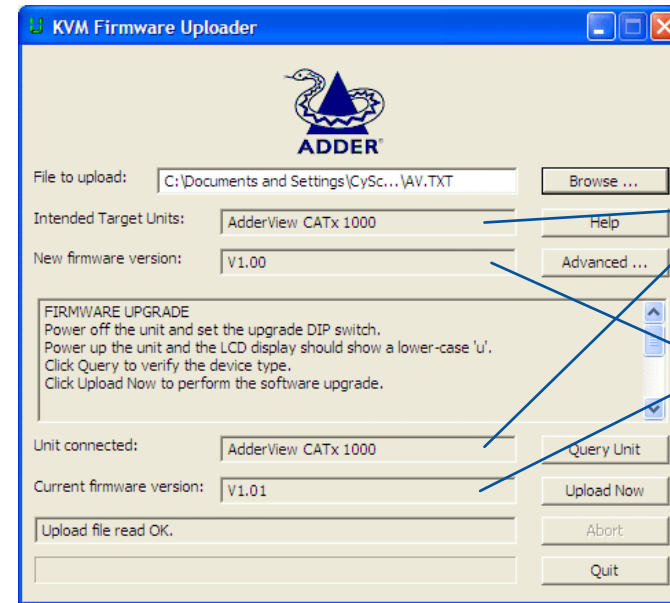 KVM Firmware Uploader
ADDER®
File to upload: C:\Documents and Settings\CySc...\AV.TXT Browse ...
Intended Target Units: AdderView CATx 1000 Help
New firmware version: V1.00 Advanced ...
FIRMWARE UPGRADE
Power off the unit and set the upgrade DIP switch.
Power up the unit and the LCD display should show a lower-case 'u'.
Click Query to verify the device type.
Click Upload Now to perform the software upgrade.
Unit connected: AdderView CATx 1000 Query Unit
Current firmware version: V1.01 Upload Now
Upload file read OK. Abort
Quit